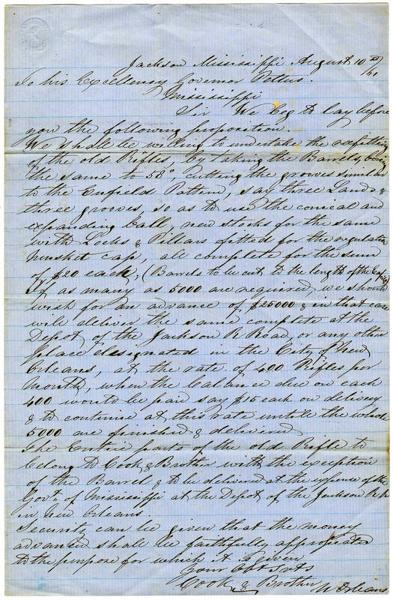 Jackson Mississippi August 10th /61
To his Excellency Govenor Pettus.
Mississippi
Sir We beg to lay before
you the following proposition.
We shall be willing to undertake the refitting
of the old Rifles, by taking the Barrels, boring
the same to 58° cutting the groves similar
to the Enfield Pattern, say three Lands &
three groves, so as to use the conical and
expanding ball, new stocks for the same
with Locks & fitted for the regulation
musket cap, all complete for the sum
of $20 each, (Barrels to be cut to the length of the Enfield
If as many as 5000 are required, we should
wish for an advance of $25000 & in that case
will deliver the same complete at the
Depot of the Jackson R Road or any other
place designated in the City of New
Orleans, at the rate of 400 Rifles per
Month, when the balance due on each
400 wor to be paid say $15 each on delivery
& to continue at this rate untill the whole
5000 are finished & delivered.
The Entire parts of the old Rifle to
belong to Cook & Brother with the exception
of the Barrel & to be delivered at the expense of the
Govt. of Mississippi at the Depot of the Jackson R R
in New Orleans.
Security can be given that the money
advanced shall be faithfully appropriated
to the purpose for which it is given
Your Obt Svts
Cook & Brother
N Orleans